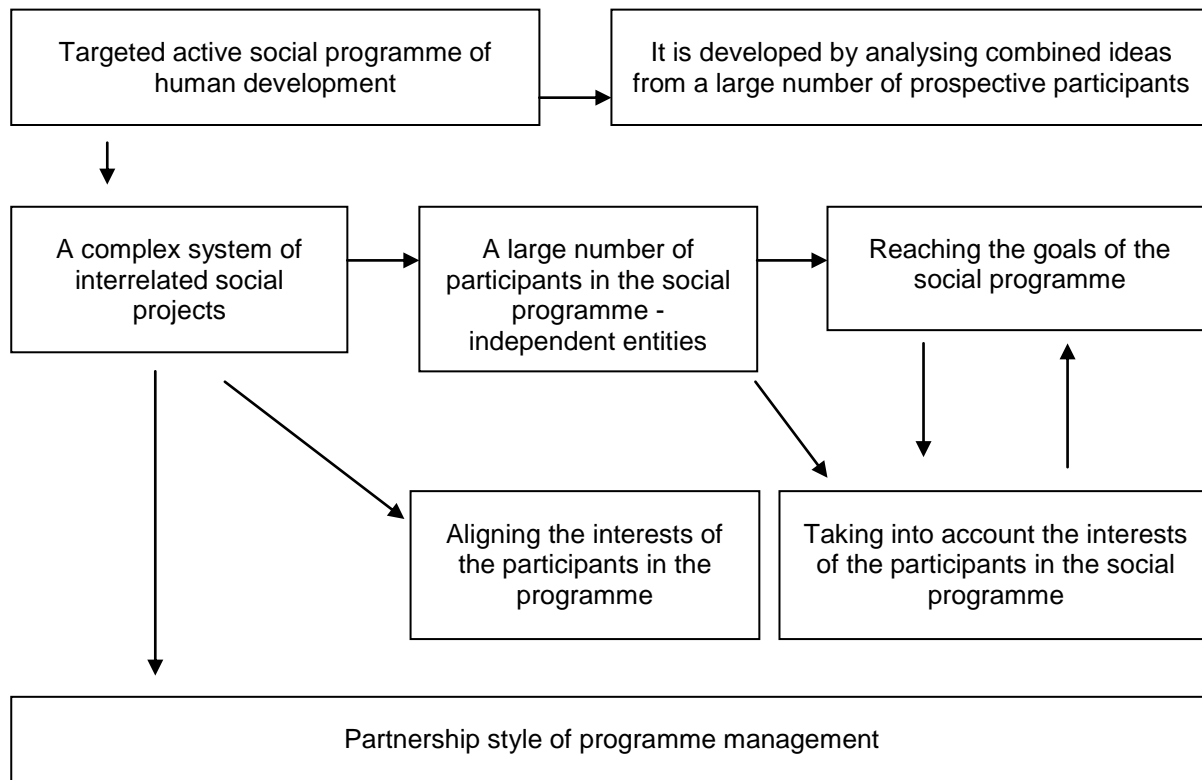 Targeted active social programme of
human development
It is developed by analysing combined ideas
from a large number of prospective participants
A complex system of
interrelated social
projects
A large number of
participants in the social
programme -
independent entities
Reaching the goals of the
social programme
Aligning the interests of
the participants in the
programme
Taking into account the interests
of the participants in the social
programme
Partnership style of programme management